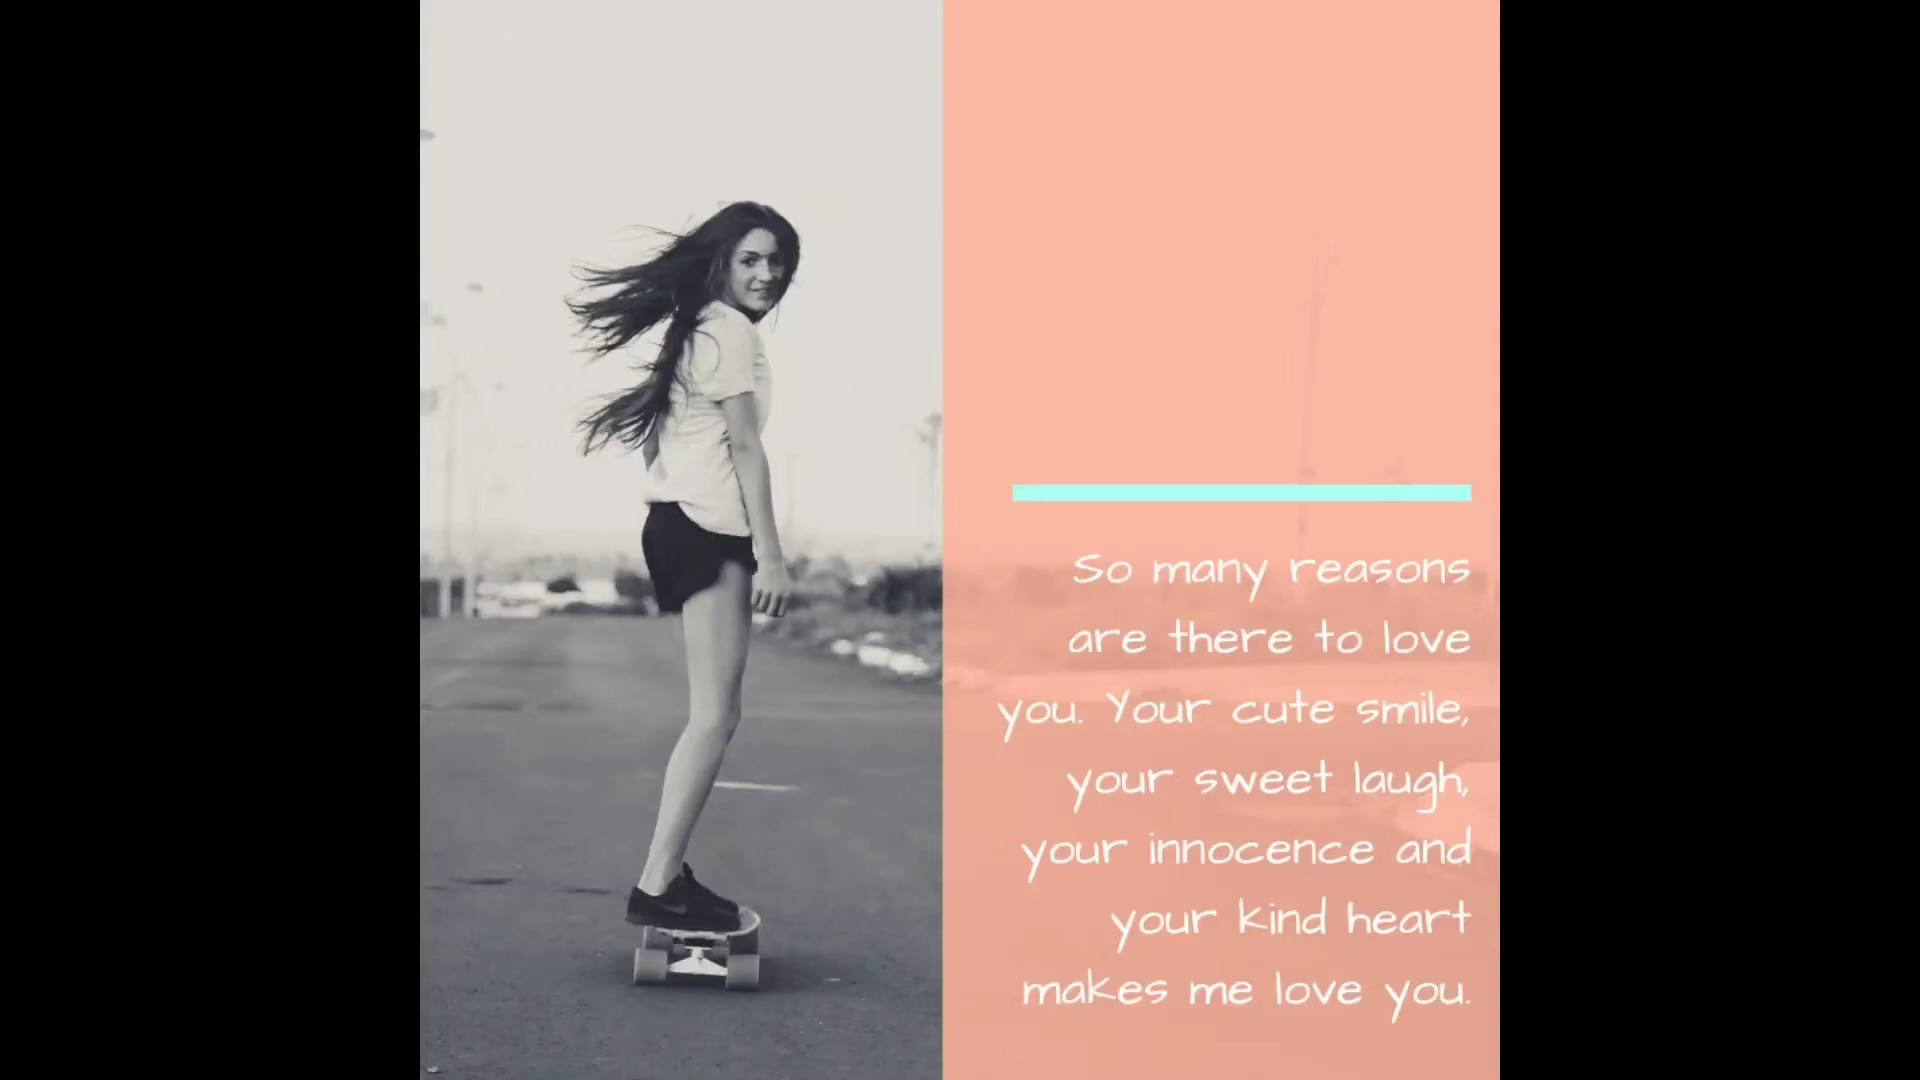 So many reasons
are there to love
you. Your cute smile,
your sweet laugh,
your innocence and
your kind heart
makes me love you.